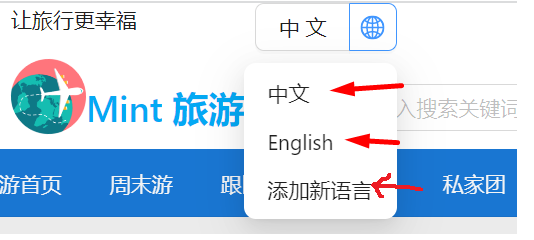 让旅行更幸福
中 文
Mint 旅游
中文
English
添加新语言
入搜索关键词
游首页
周末游
私家团